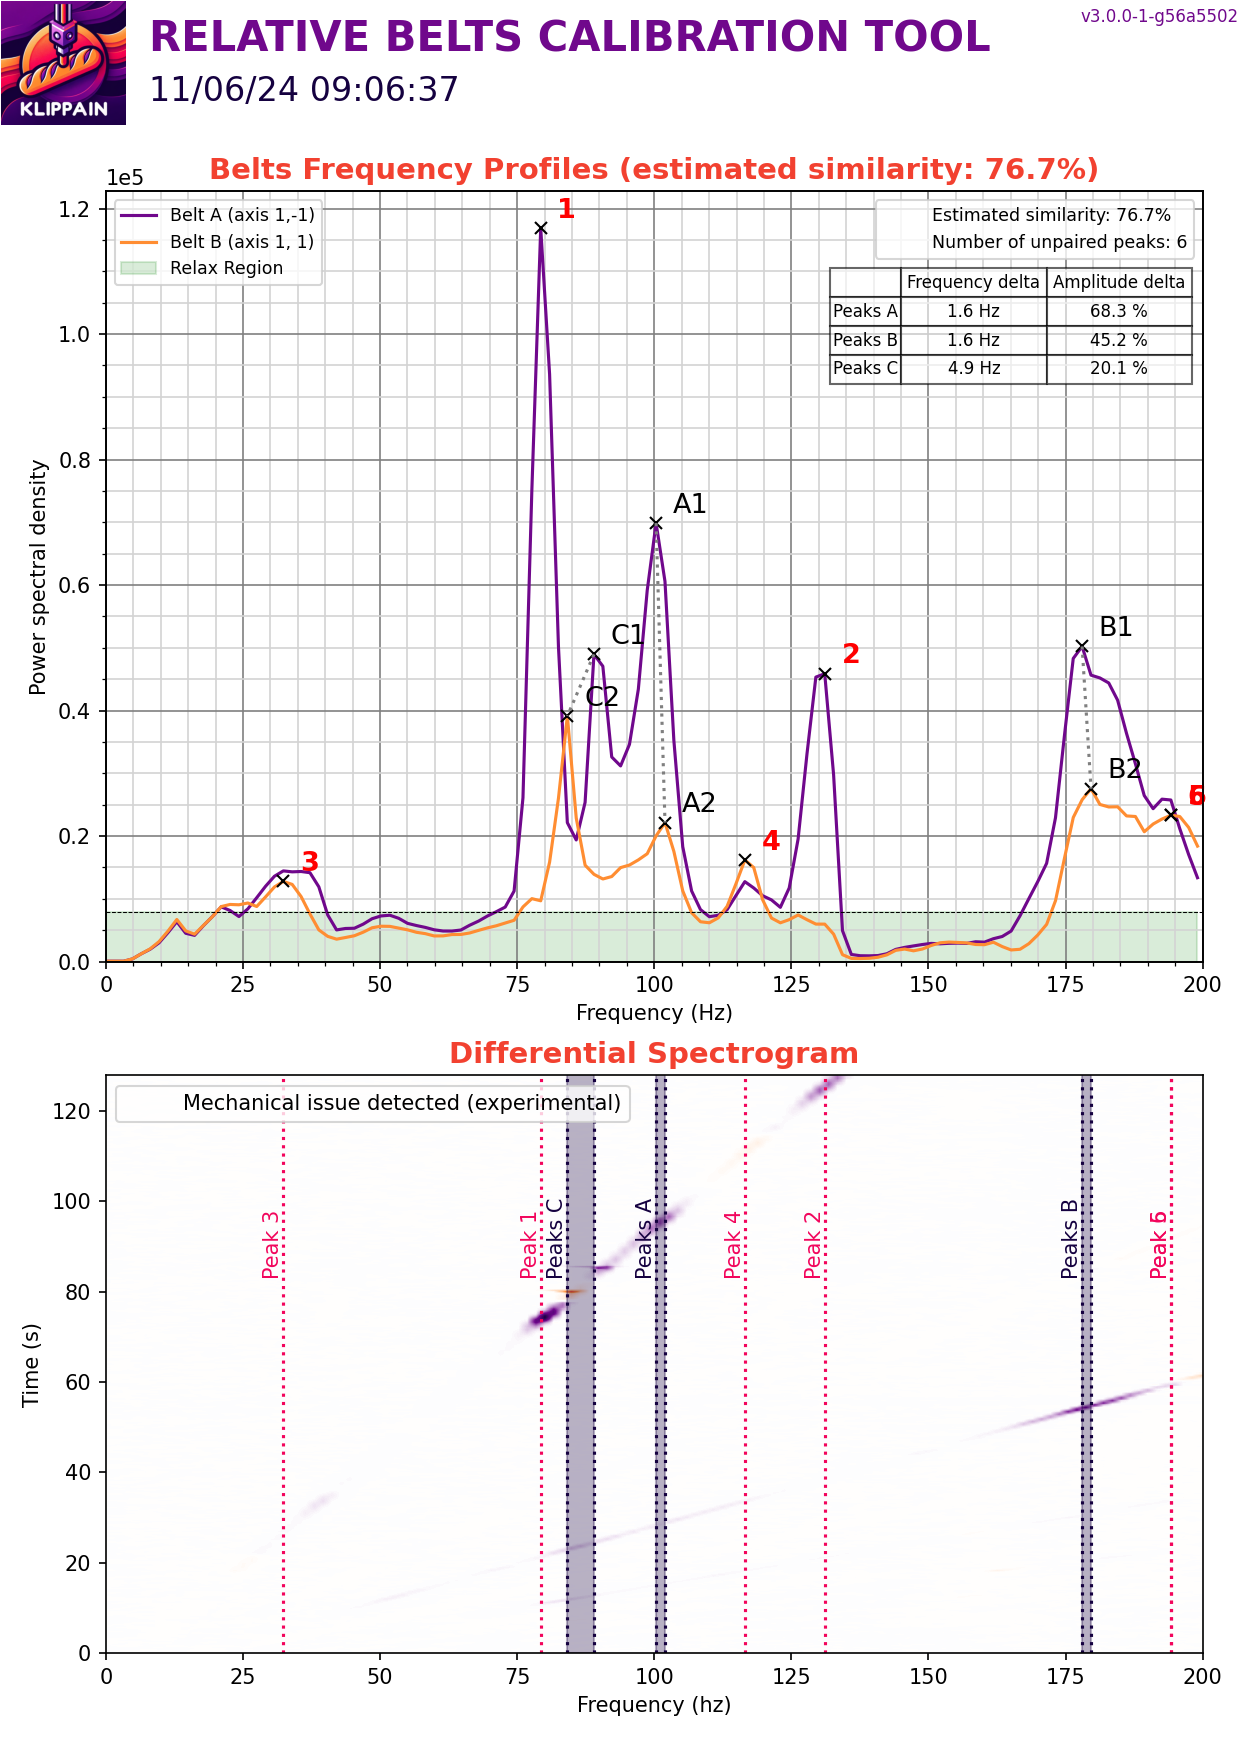 v3.0.0-1-g56a5502
RELATIVE BELTS CALIBRATION TOOL
11/06/24 09:06:37
KLIPPAIN
Belts Frequency Profiles (estimated similarity: 76.7%)
1e5
Belt A (axis 1,-1)
Belt B (axis 1, 1)
Relax Region
Estimated similarity: 76.7%
Number of unpaired peaks: 6
Frequency delta Amplitude delta
Peaks A 1.6 Hz 68.3 %
Peaks B 1.6 Hz 45.2 %
Peaks C 4.9 Hz 20.1 %
1
A1
C1
C2
2
B1
B2
A2
6
4
3
1.2
1.0
0.8
0.6
0.4
0.2
0.0
Power spectral density
0 25 50 75 100 125 150 175 200
Frequency (Hz)
Differential Spectrogram
Mechanical issue detected (experimental)
Peak 3
Peak 1
Peaks C
Peaks A
Peak 4
Peak 2
Peaks B
120
100
80
60
40
20
0
Time (s)
0 25 50 75 100 125 150 175 200
Frequency (hz)